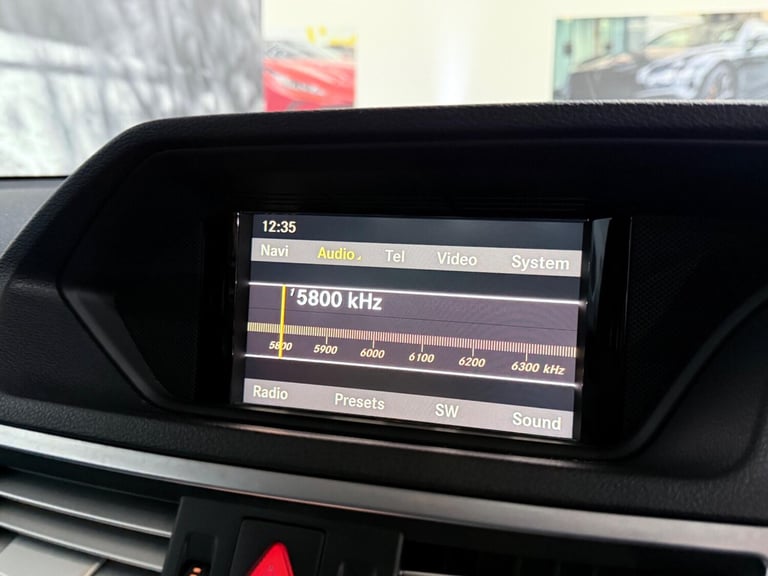 12:35
Navi Audio Tel Video System
1 5800 kHz
5800 5900 6000 6100 6200 6300 kHz
Radio Presets SW Sound